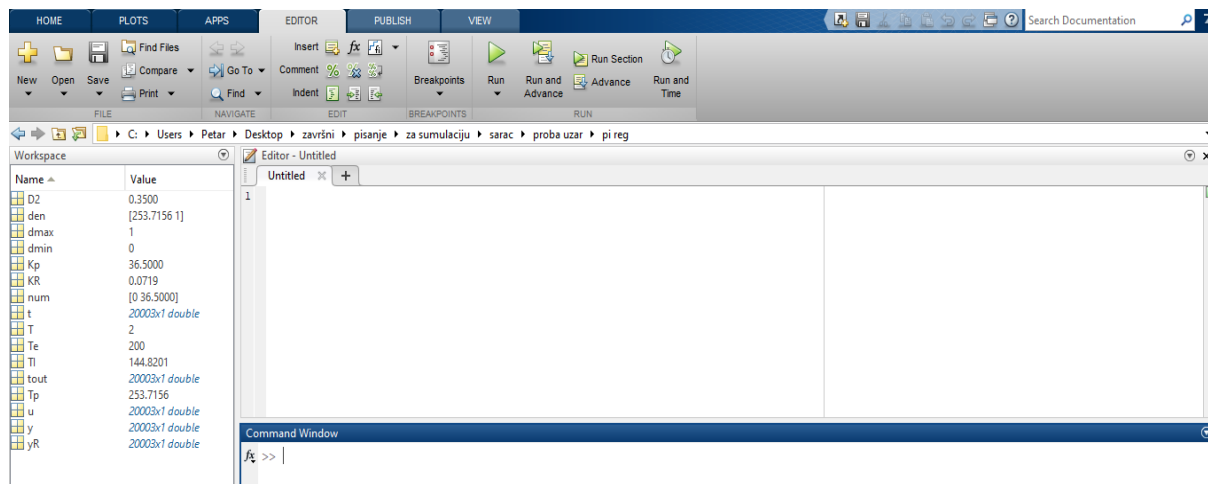 HOME PLOTS APPS EDITOR PUBLISH VIEW Search Documentation
Find Files Insert fx
New Open Save Compare Go To Comment % Breakpoints Run Run and Advance Run Section Run and Time
Print Find Indent Advance
FILE NAVIGATE EDIT BREAKPOINTS RUN
C: Users Petar Desktop završni pisanje za sumulaciju sarac proba uzar pi reg
Workspace
Name Value
D2 0.3500
den [253.7156 1]
dmax 1
dmin 0
Kp 36.5000
KR 0.0719
num [0 36.5000]
t 20003x1 double
T 2
Te 200
TI 144.8201
tout 20003x1 double
Tp 253.7156
u 20003x1 double
y 20003x1 double
yR 20003x1 double
Editor - Untitled
Untitled +
1
Command Window
fx >>